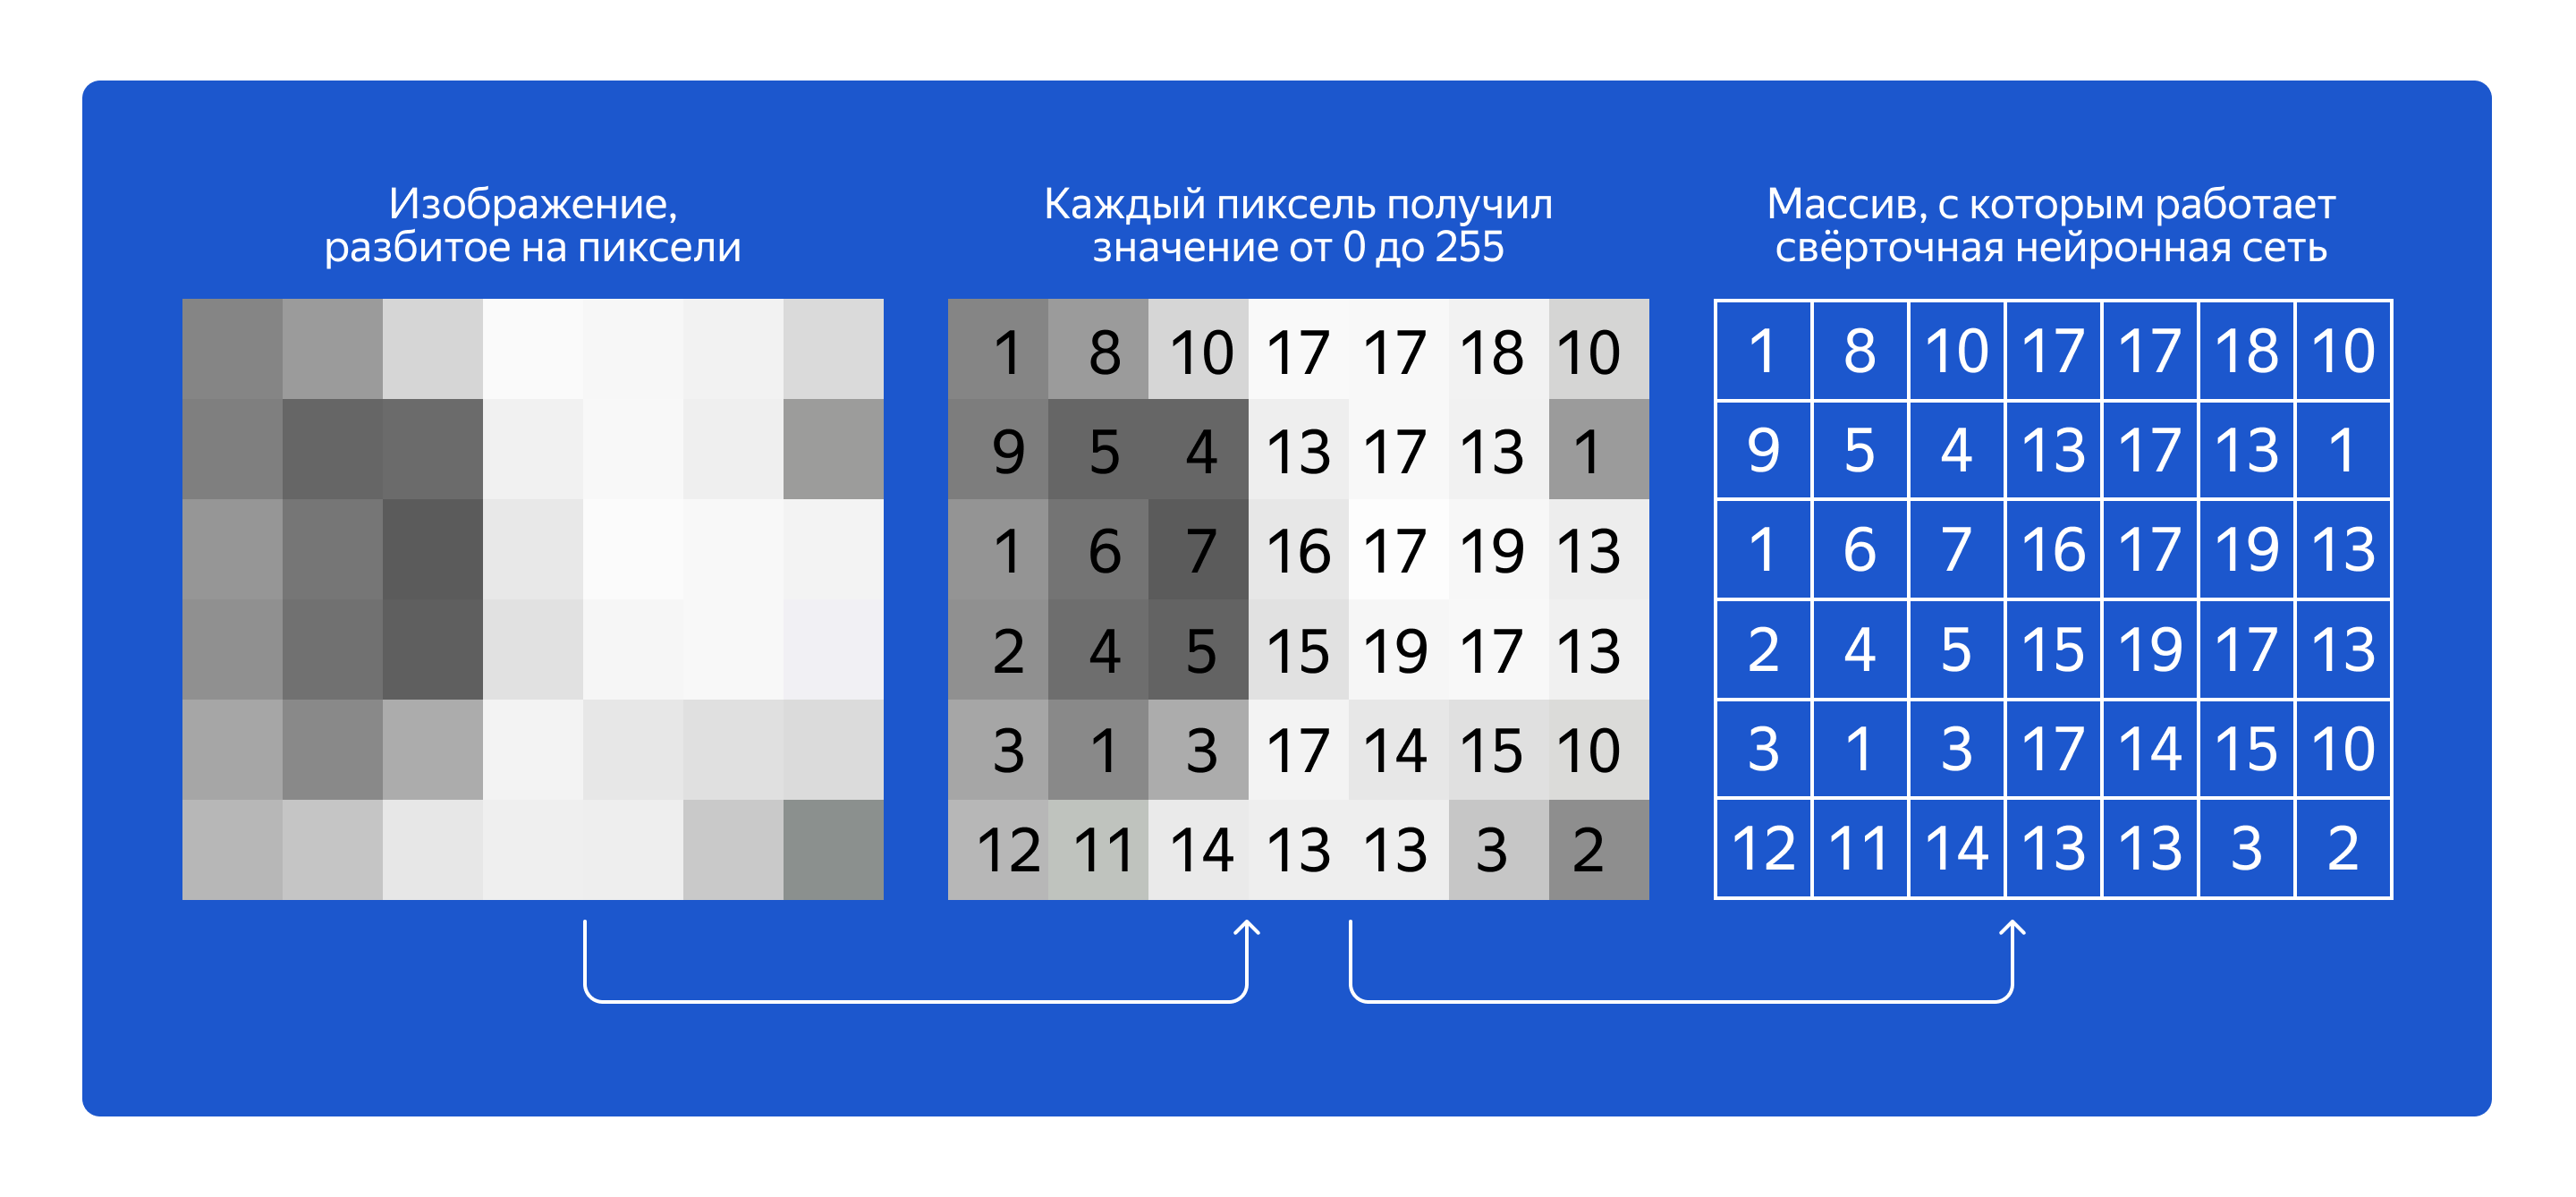 Изображение,
разбитое на пиксели
Каждый пиксель получил
значение от 0 до 255
Массив, с которым работает
свёрточная нейронная сеть
1 8 10 17 17 18 10
9 5 4 13 17 13 1
1 6 7 16 17 19 13
2 4 5 15 19 17 13
3 1 3 17 14 15 10
12 11 14 13 13 3 2
1 8 10 17 17 18 10
9 5 4 13 17 13 1
1 6 7 16 17 19 13
2 4 5 15 19 17 13
3 1 3 17 14 15 10
12 11 14 13 13 3 2